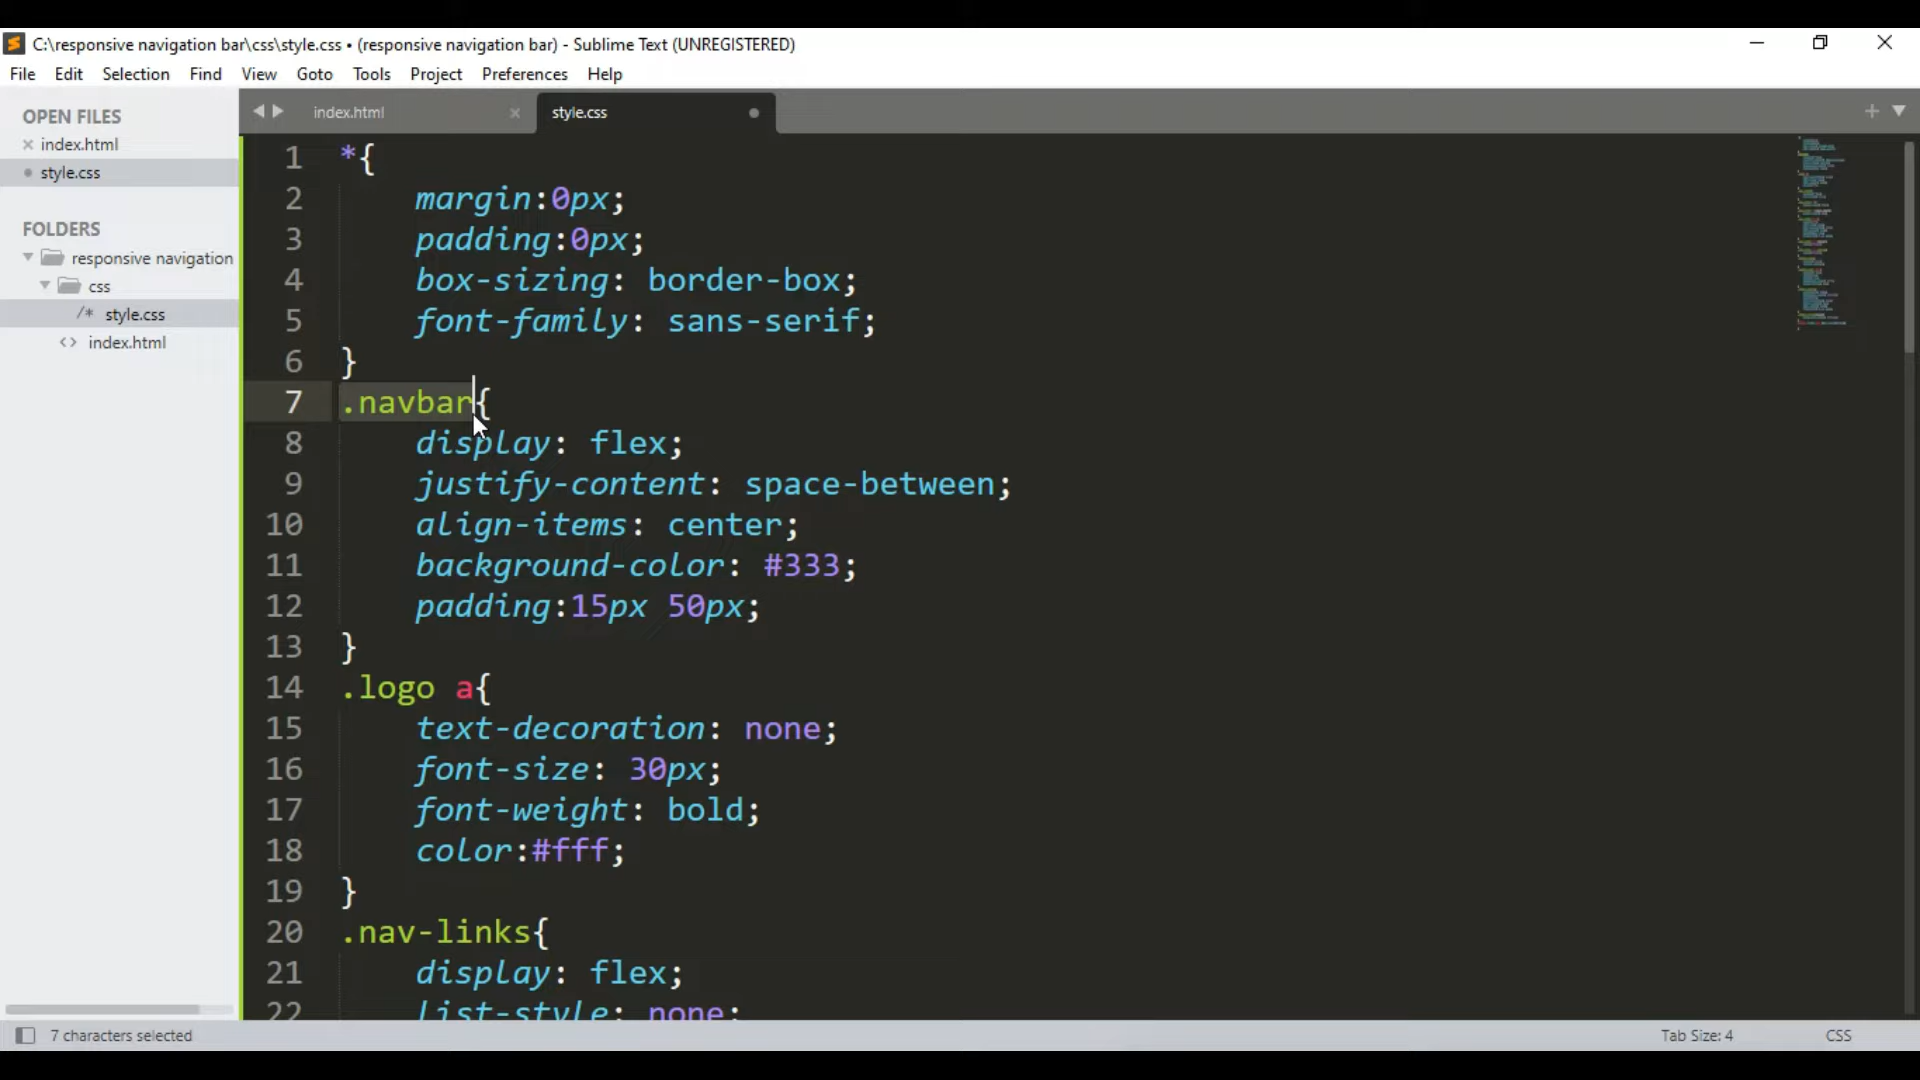 C:\responsive navigation bar\css\style.css • (responsive navigation bar) - Sublime Text (UNREGISTERED)
File Edit Selection Find View Goto Tools Project Preferences Help
OPEN FILES
index.html
style.css
FOLDERS
responsive navigation
css
/* style.css
<> index.html
index.html
style.css
1 *{
2 margin:0px;
3 padding:0px;
4 box-sizing: border-box;
5 font-family: sans-serif;
6 }
7 .navbar{
8 display: flex;
9 justify-content: space-between;
10 align-items: center;
11 background-color: #333;
12 padding:15px 50px;
13 }
14 .logo a{
15 text-decoration: none;
16 font-size: 30px;
17 font-weight: bold;
18 color:#fff;
19 }
20 .nav-links{
21 display: flex;
22 list-style: none;
7 characters selected
Tab Size: 4
CSS